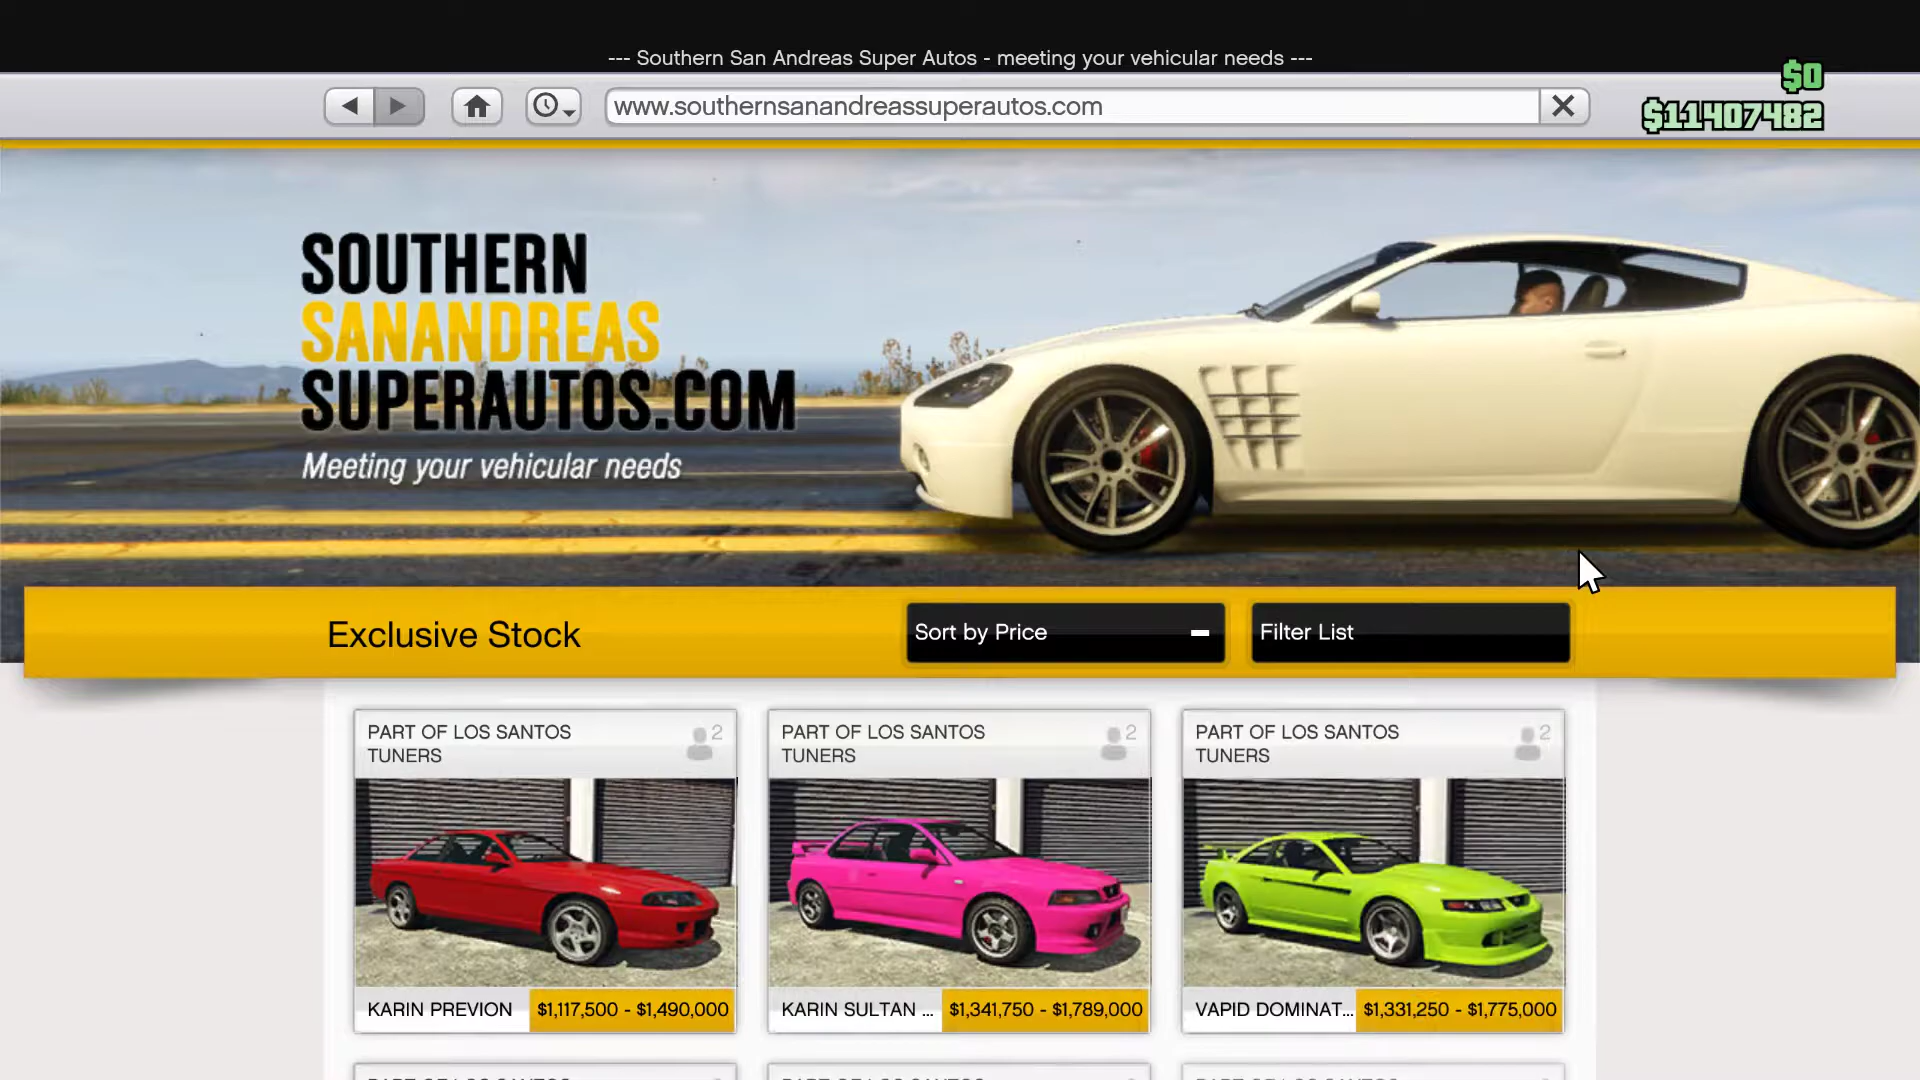 --- Southern San Andreas Super Autos - meeting your vehicular needs ---
$0
www.southernsanandreassuperautos.com
$11407482
SOUTHERN
SANANDREAS
SUPERAUTOS.COM
Meeting your vehicular needs
Exclusive Stock
Sort by Price
Filter List
PART OF LOS SANTOS
TUNERS
2
PART OF LOS SANTOS
TUNERS
2
PART OF LOS SANTOS
TUNERS
2
KARIN PREVION
$1,117,500 - $1,490,000
KARIN SULTAN ...
$1,341,750 - $1,789,000
VAPID DOMINAT...
$1,331,250 - $1,775,000